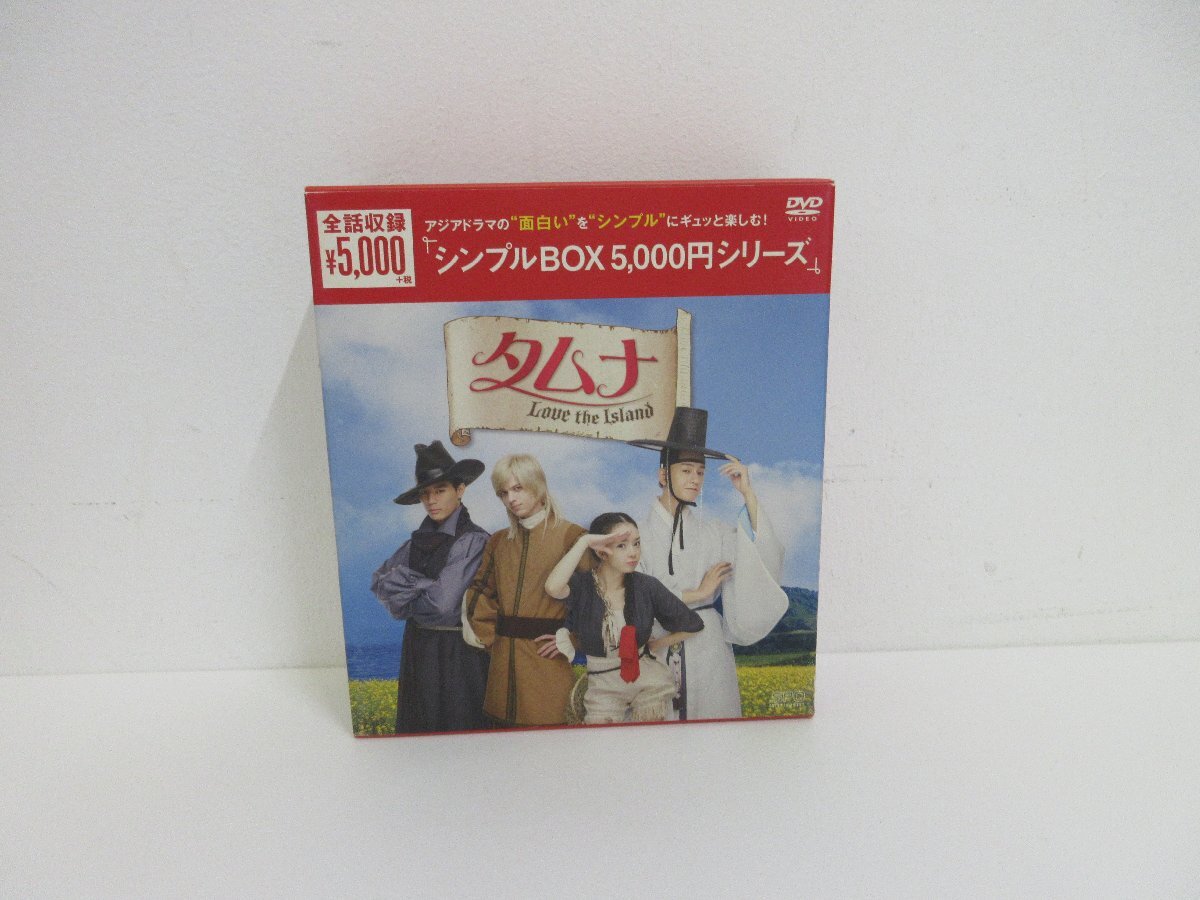 全話収録
¥5,000
+税
アジアドラマの"面白い"を"シンプル"にギュッと楽しむ!
「シンプルBOX 5,000円シリーズ」
DVD
VIDEO
タムナ
Love the Island
SPO